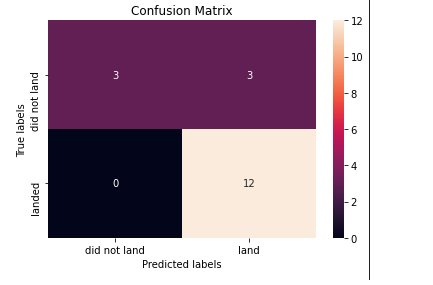 Confusion Matrix
True labels
did not land
landed
3 3
0 12
did not land land
Predicted labels
12
10
8
6
4
2
0